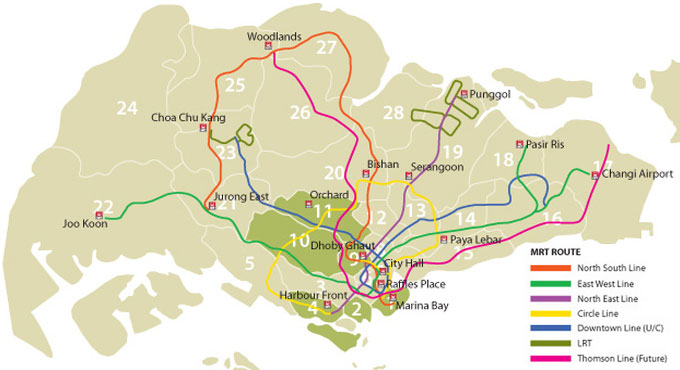 Woodlands
27
25
24
26
28
Punggol
Choa Chu Kang
23
19
18
Pasir Ris
17
Changi Airport
20
Bishan
Serangoon
Jurong East
21
22
Joo Koon
Orchard
11
12
13
14
16
10
Dhoby Ghaut
9
Paya Lebar
15
5
City Hall
3
Raffles Place
Harbour Front
4
2
Marina Bay
MRT ROUTE
North South Line
East West Line
North East Line
Circle Line
Downtown Line (U/C)
LRT
Thomson Line (Future)